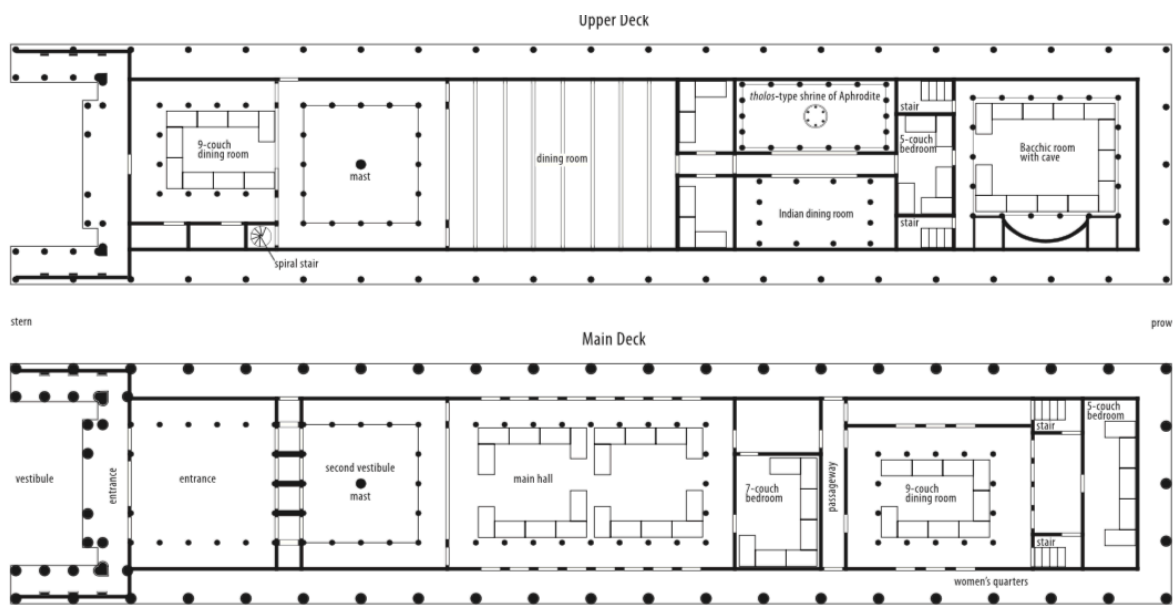 Upper Deck
9-couch
dining room
mast
dining room
tholos-type shrine of Aphrodite
stair
5-couch
bedroom
Indian dining room
stair
Bacchic room
with cave
spiral stair
stern
prow
Main Deck
vestibule
entrance
entrance
second vestibule
mast
main hall
7-couch
bedroom
passageway
9-couch
dining room
stair
stair
5-couch
bedroom
women's quarters